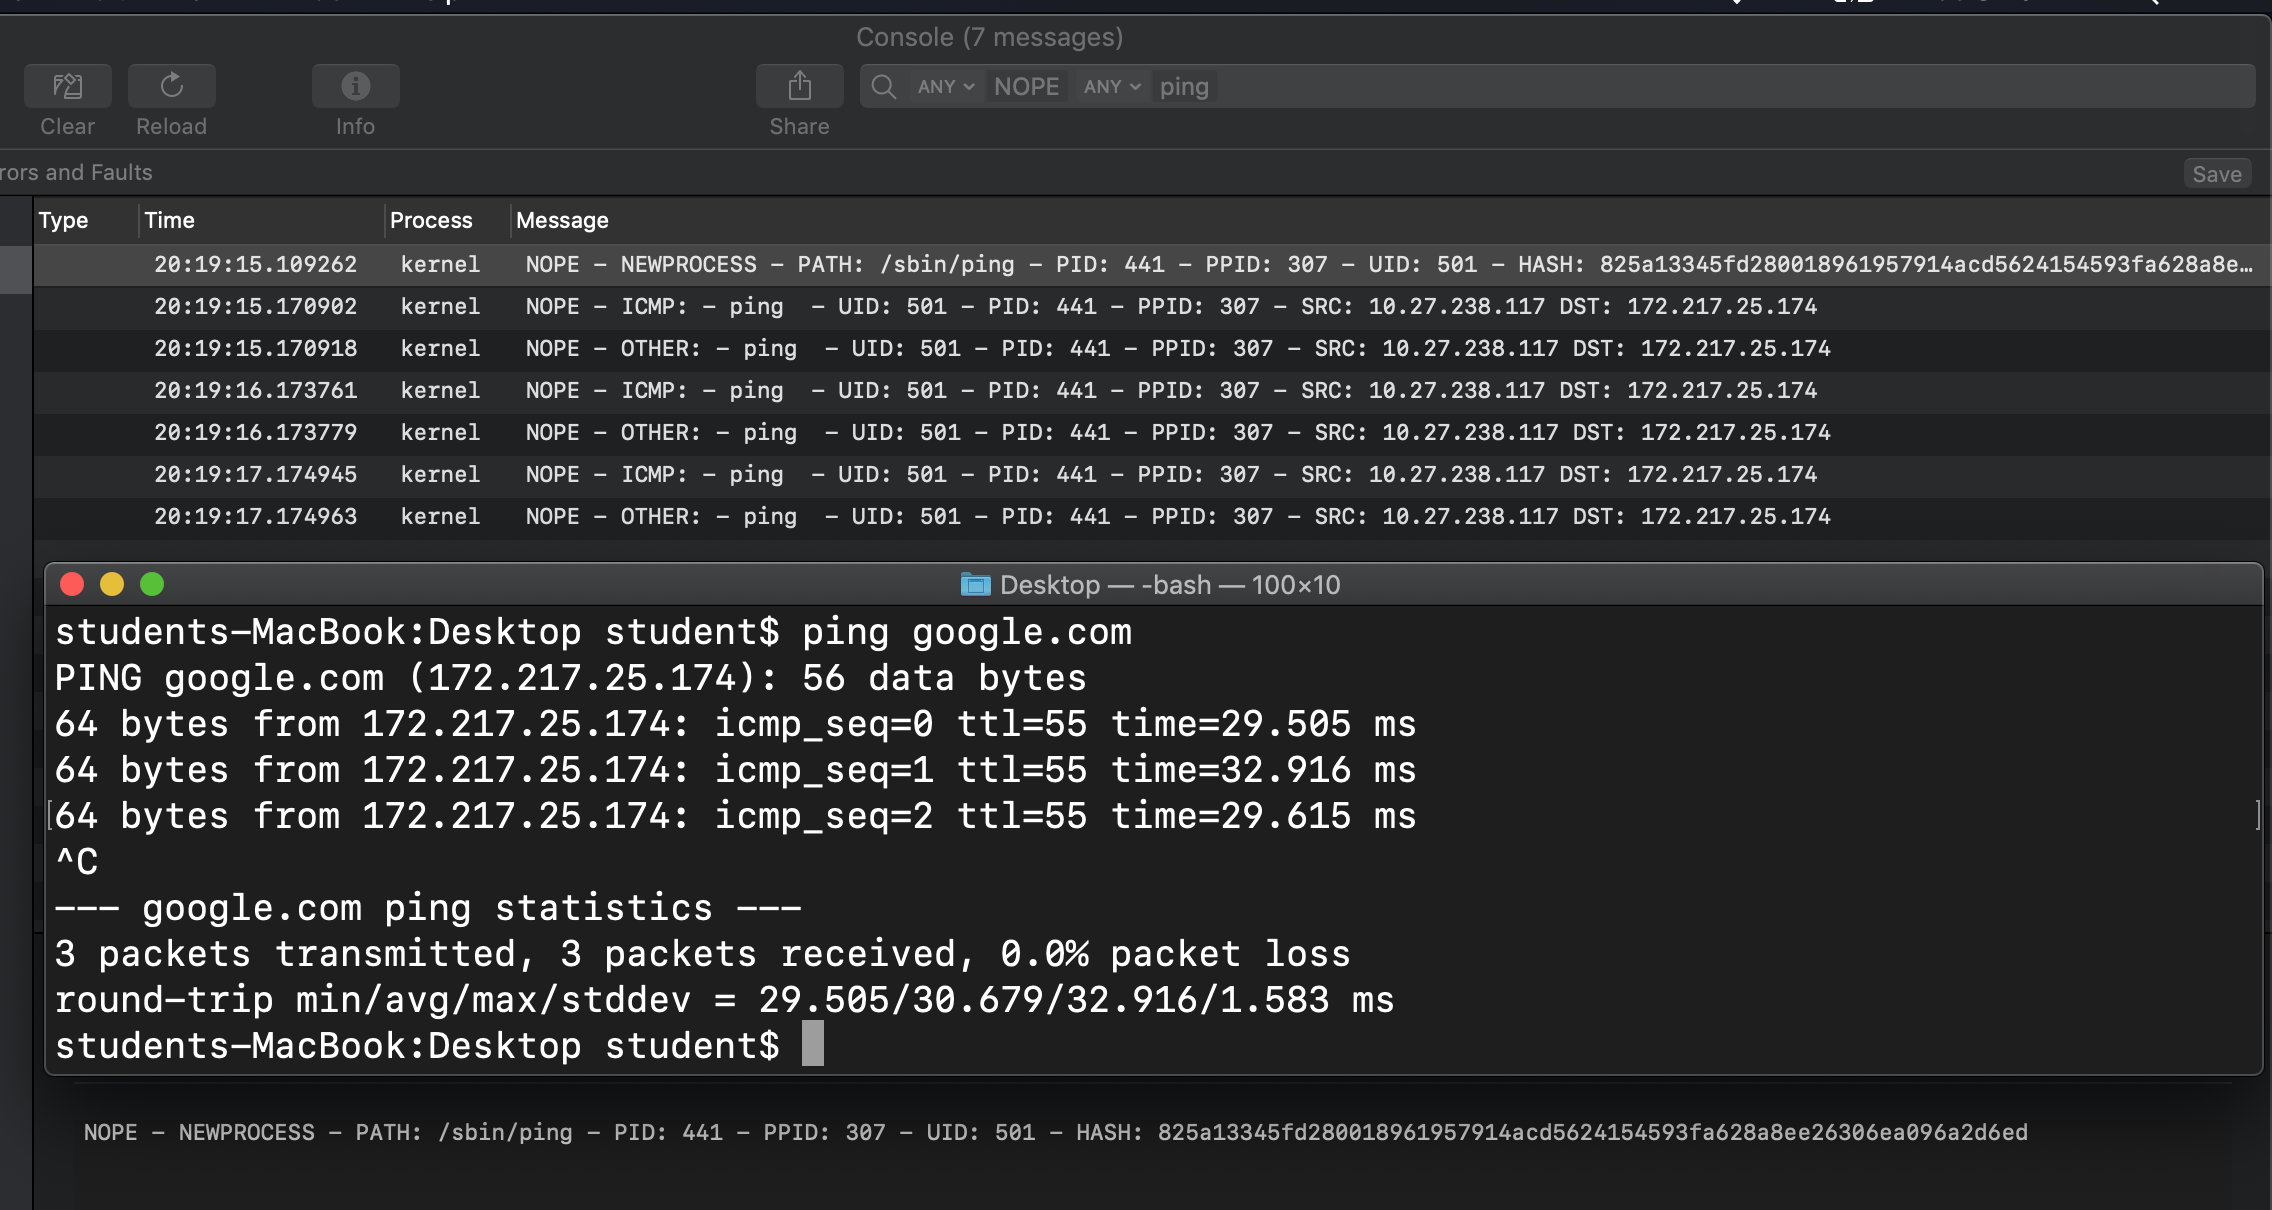 Console (7 messages)
ANY NOPE ANY ping
Clear Reload Info Share
rors and Faults Save
Type Time Process Message
20:19:15.109262 kernel NOPE – NEWPROCESS – PATH: /sbin/ping – PID: 441 – PPID: 307 – UID: 501 – HASH: 825a13345fd280018961957914acd5624154593fa628a8e…
20:19:15.170902 kernel NOPE – ICMP: – ping – UID: 501 – PID: 441 – PPID: 307 – SRC: 10.27.238.117 DST: 172.217.25.174
20:19:15.170918 kernel NOPE – OTHER: – ping – UID: 501 – PID: 441 – PPID: 307 – SRC: 10.27.238.117 DST: 172.217.25.174
20:19:16.173761 kernel NOPE – ICMP: – ping – UID: 501 – PID: 441 – PPID: 307 – SRC: 10.27.238.117 DST: 172.217.25.174
20:19:16.173779 kernel NOPE – OTHER: – ping – UID: 501 – PID: 441 – PPID: 307 – SRC: 10.27.238.117 DST: 172.217.25.174
20:19:17.174945 kernel NOPE – ICMP: – ping – UID: 501 – PID: 441 – PPID: 307 – SRC: 10.27.238.117 DST: 172.217.25.174
20:19:17.174963 kernel NOPE – OTHER: – ping – UID: 501 – PID: 441 – PPID: 307 – SRC: 10.27.238.117 DST: 172.217.25.174
Desktop — -bash — 100×10
students-MacBook:Desktop student$ ping google.com
PING google.com (172.217.25.174): 56 data bytes
64 bytes from 172.217.25.174: icmp_seq=0 ttl=55 time=29.505 ms
64 bytes from 172.217.25.174: icmp_seq=1 ttl=55 time=32.916 ms
[64 bytes from 172.217.25.174: icmp_seq=2 ttl=55 time=29.615 ms ]
^C
--- google.com ping statistics ---
3 packets transmitted, 3 packets received, 0.0% packet loss
round-trip min/avg/max/stddev = 29.505/30.679/32.916/1.583 ms
students-MacBook:Desktop student$
NOPE – NEWPROCESS – PATH: /sbin/ping – PID: 441 – PPID: 307 – UID: 501 – HASH: 825a13345fd280018961957914acd5624154593fa628a8ee26306ea096a2d6ed